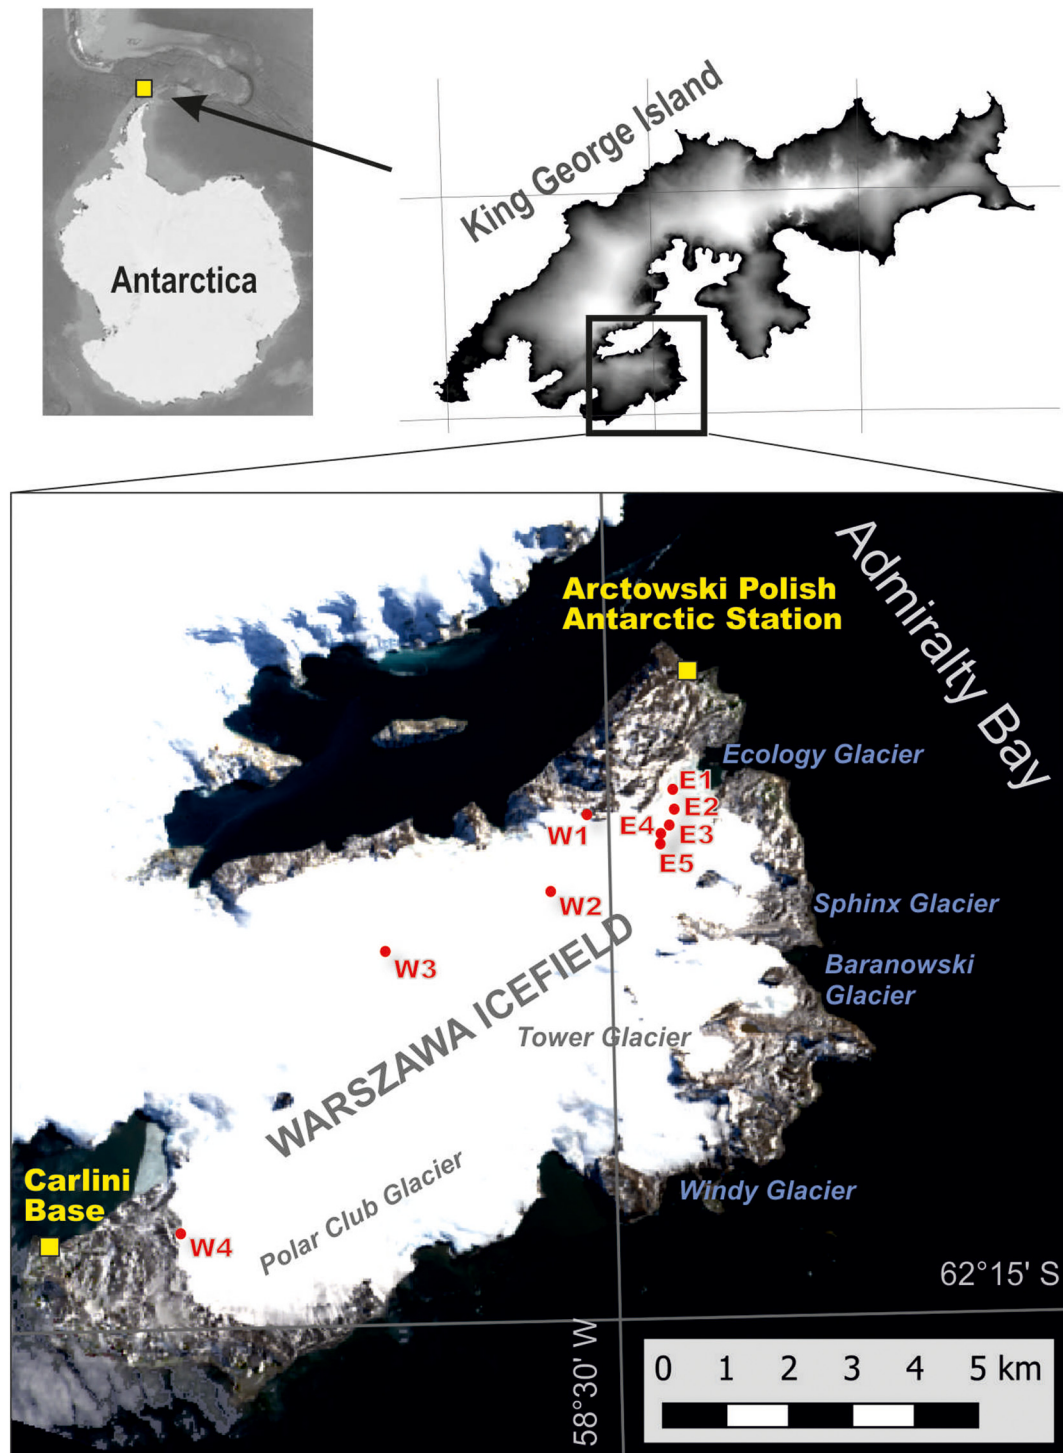 King George Island
Antarctica
Admiralty Bay
Arctowski Polish
Antarctic Station
Ecology Glacier
E1
E2
W1
E4
E3
E5
W2
Sphinx Glacier
W3
Baranowski
Glacier
WARSZAWA ICEFIELD
Tower Glacier
Carlini
Base
Polar Club Glacier
Windy Glacier
W4
62°15' S
58°30' W
0 1 2 3 4 5 km